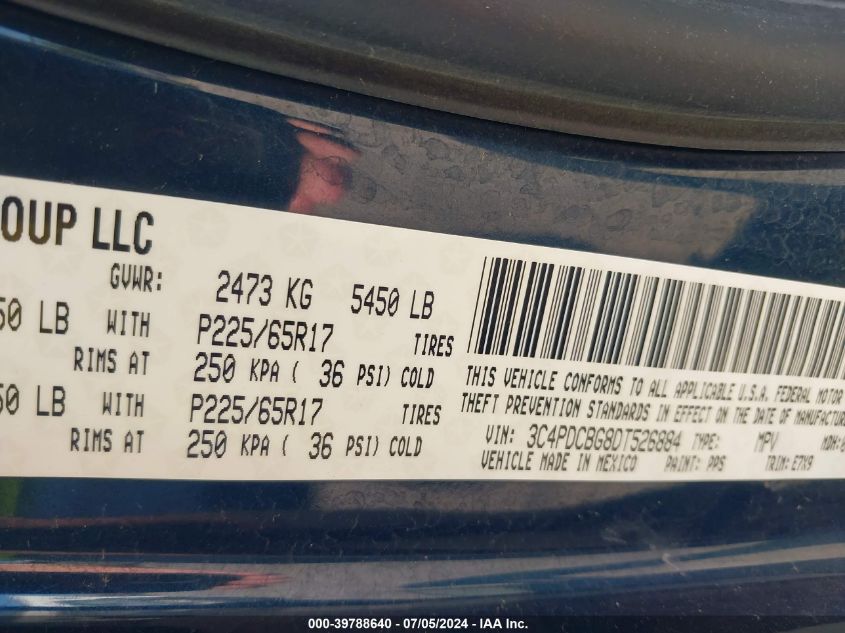 OUP LLC
GVWR: 2473 KG 5450 LB
50 LB WITH P225/65R17 TIRES
RIMS AT 250 KPA ( 36 PSI) COLD
50 LB WITH P225/65R17 TIRES
RIMS AT 250 KPA ( 36 PSI) COLD
THIS VEHICLE CONFORMS TO ALL APPLICABLE U.S.A. FEDERAL MOTOR
THEFT PREVENTION STANDARDS IN EFFECT ON THE DATE OF MANUFACTURE
VIN: 3C4PDCBG8DT526884 TYPE: MPV MDH:
VEHICLE MADE IN MEXICO PAINT: PPS TRIM: E7X9
000-39788640 - 07/05/2024 - IAA Inc.